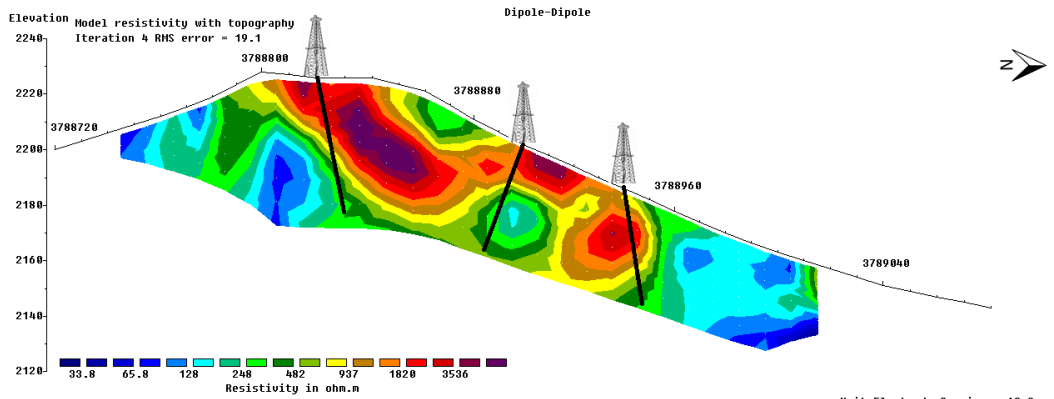 Dipole-Dipole
Elevation
Model resistivity with topography
Iteration 4 RMS error = 19.1
2240
2220
2200
2180
2160
2140
2120
3788720
3788800
3788880
3788960
3789040
N
33.8 65.8 128 248 482 937 1820 3536
Resistivity in ohm.m